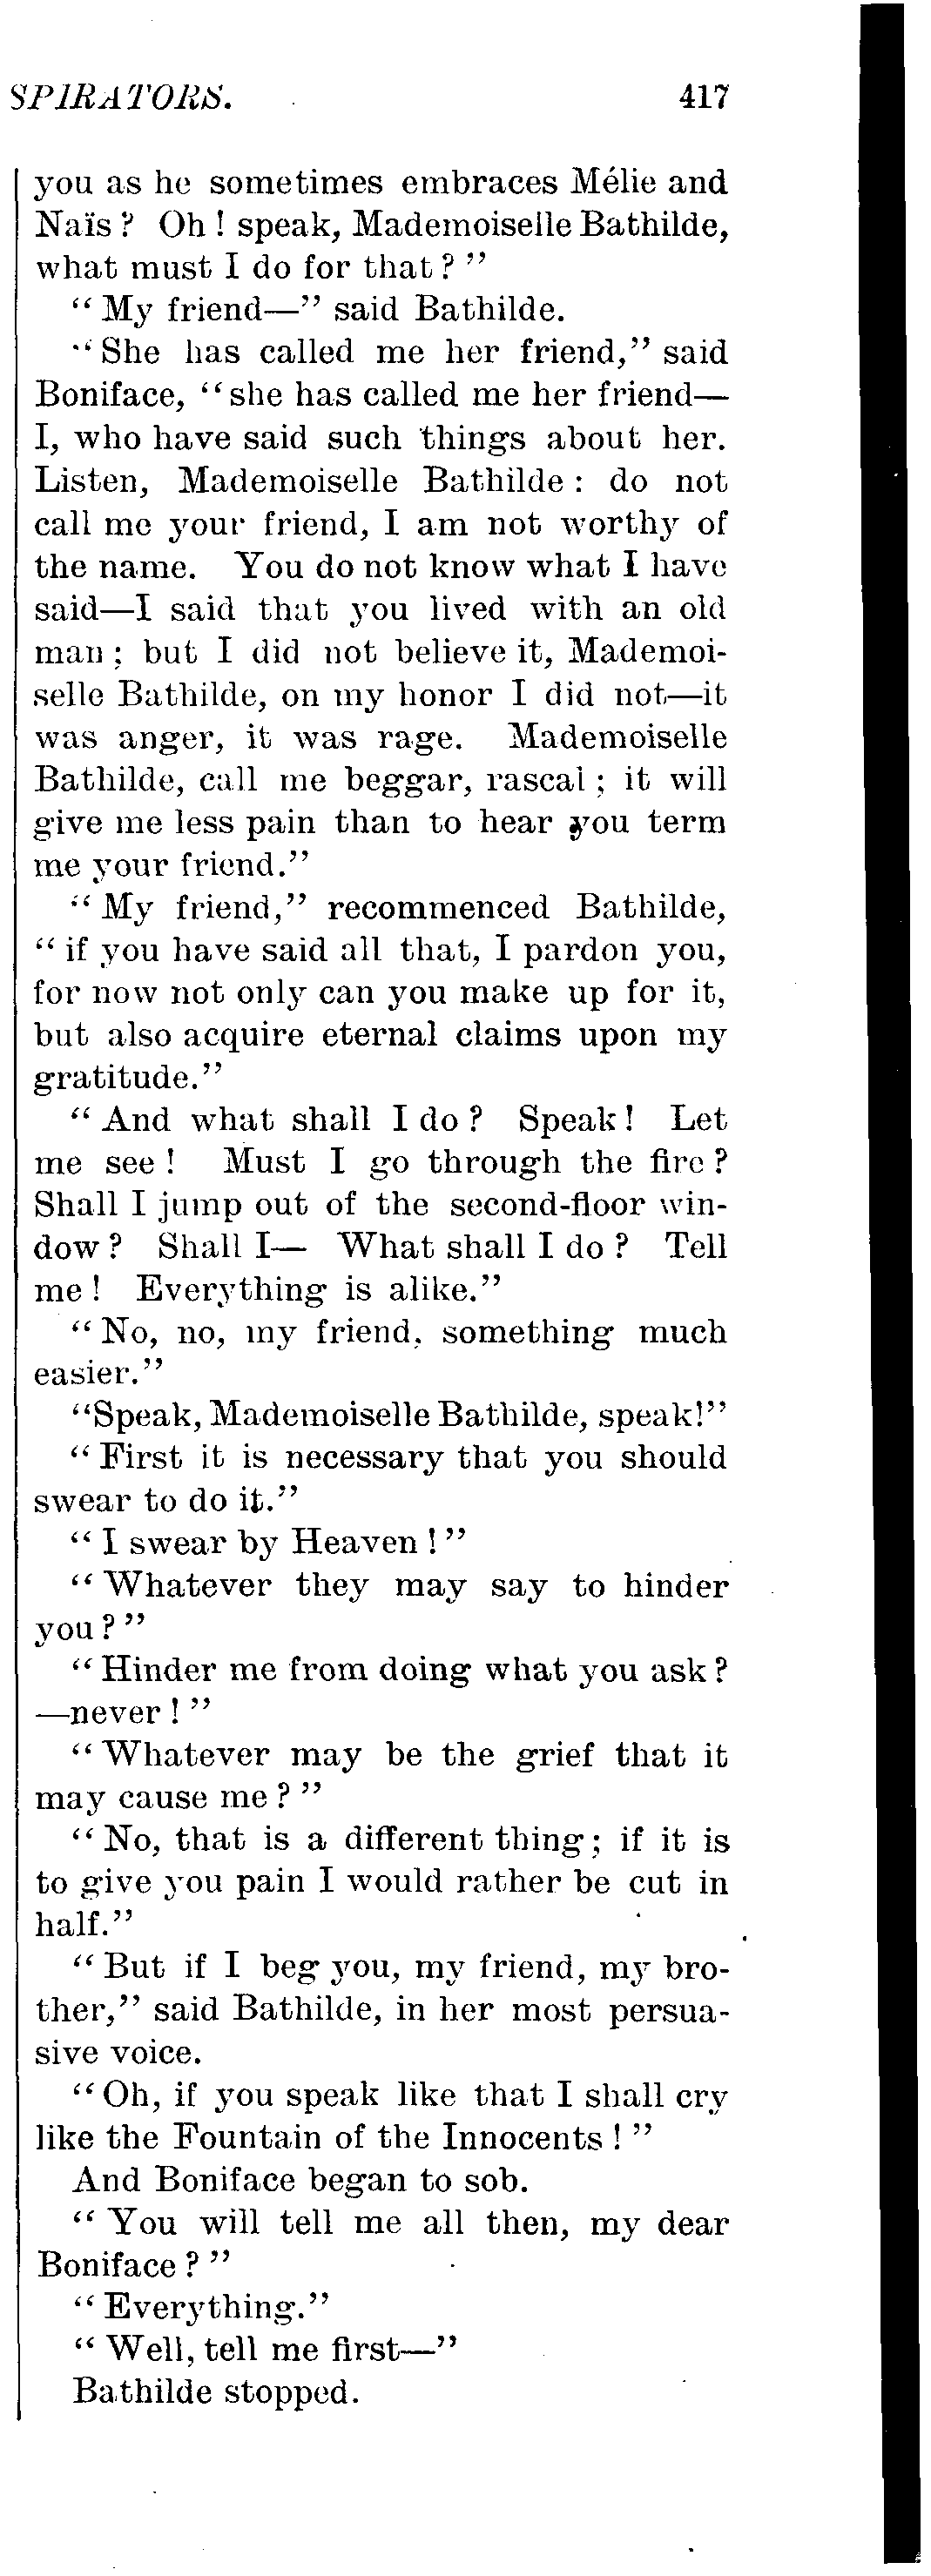 SPIRATORS. 417
you as he sometimes embraces Mélie and
Naïs? Oh! speak, Mademoiselle Bathilde,
what must I do for that?"
"My friend—" said Bathilde.
"She has called me her friend," said
Boniface, "she has called me her friend—
I, who have said such things about her.
Listen, Mademoiselle Bathilde: do not
call me your friend, I am not worthy of
the name. You do not know what I have
said—I said that you lived with an old
man; but I did not believe it, Mademoi-
selle Bathilde, on my honor I did not—it
was anger, it was rage. Mademoiselle
Bathilde, call me beggar, rascal; it will
give me less pain than to hear you term
me your friend."
"My friend," recommenced Bathilde,
"if you have said all that, I pardon you,
for now not only can you make up for it,
but also acquire eternal claims upon my
gratitude."
"And what shall I do? Speak! Let
me see! Must I go through the fire?
Shall I jump out of the second-floor win-
dow? Shall I— What shall I do? Tell
me! Everything is alike."
"No, no, my friend, something much
easier."
"Speak, Mademoiselle Bathilde, speak!"
"First it is necessary that you should
swear to do it."
"I swear by Heaven!"
"Whatever they may say to hinder
you?"
"Hinder me from doing what you ask?
—never!"
"Whatever may be the grief that it
may cause me?"
"No, that is a different thing; if it is
to give you pain I would rather be cut in
half."
"But if I beg you, my friend, my bro-
ther," said Bathilde, in her most persua-
sive voice.
"Oh, if you speak like that I shall cry
like the Fountain of the Innocents!"
And Boniface began to sob.
"You will tell me all then, my dear
Boniface?"
"Everything."
"Well, tell me first—"
Bathilde stopped.